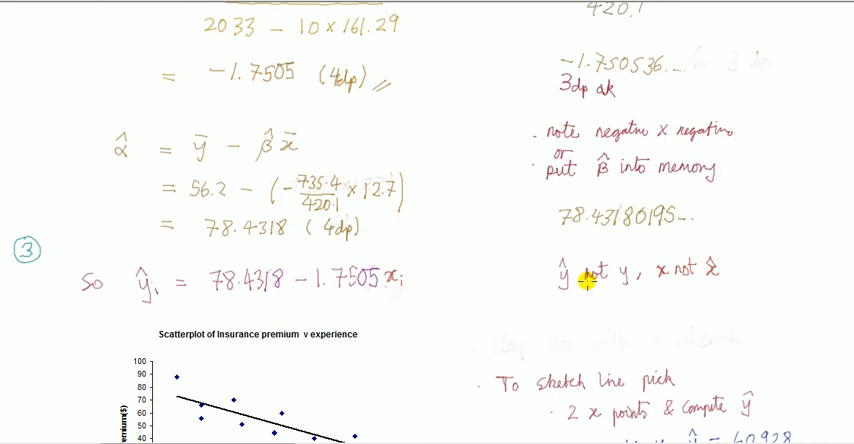 2033 - 10 × 161.29
= -1.7505 (4dp) //
α̂ = ȳ - β̂x̄
= 56.2 - (-735.4/420.1 × 12.7)
= 78.4318 (4dp)
③
So ŷᵢ = 78.4318 - 1.7505 xᵢ
Scatterplot of Insurance premium v experience
100
90
80
70
60
50
40
420.1
-1.750536...
3dp ok
· note negative × negative
or
· put β̂ into memory
78.43180195...
ŷ not y, x not x̂
· To sketch line pick
· 2 x points & compute ŷ